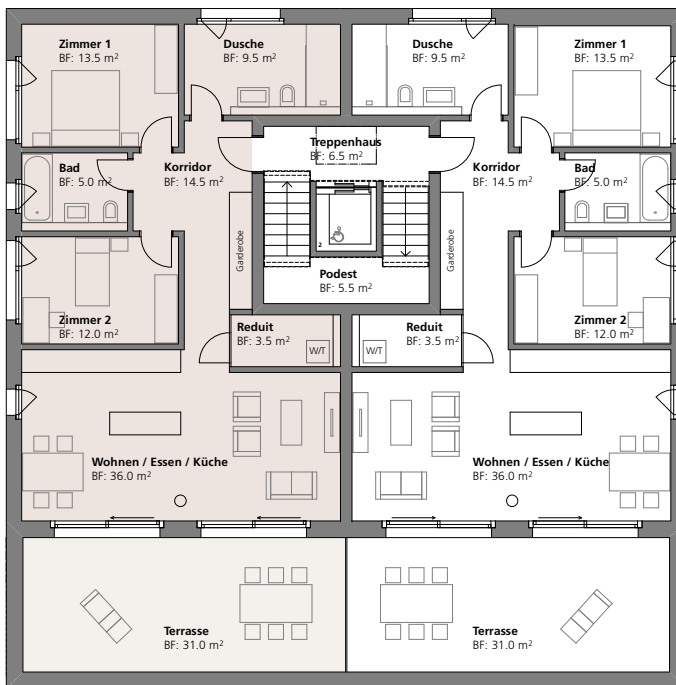 Zimmer 1
BF: 13.5 m²
Dusche
BF: 9.5 m²
Dusche
BF: 9.5 m²
Zimmer 1
BF: 13.5 m²
Treppenhaus
BF: 6.5 m²
Bad
BF: 5.0 m²
Korridor
BF: 14.5 m²
Korridor
BF: 14.5 m²
Bad
BF: 5.0 m²
Garderobe
2
Garderobe
Podest
BF: 5.5 m²
Zimmer 2
BF: 12.0 m²
Reduit
BF: 3.5 m²
W/T
Reduit
BF: 3.5 m²
W/T
Zimmer 2
BF: 12.0 m²
Wohnen / Essen / Küche
BF: 36.0 m²
Wohnen / Essen / Küche
BF: 36.0 m²
Terrasse
BF: 31.0 m²
Terrasse
BF: 31.0 m²